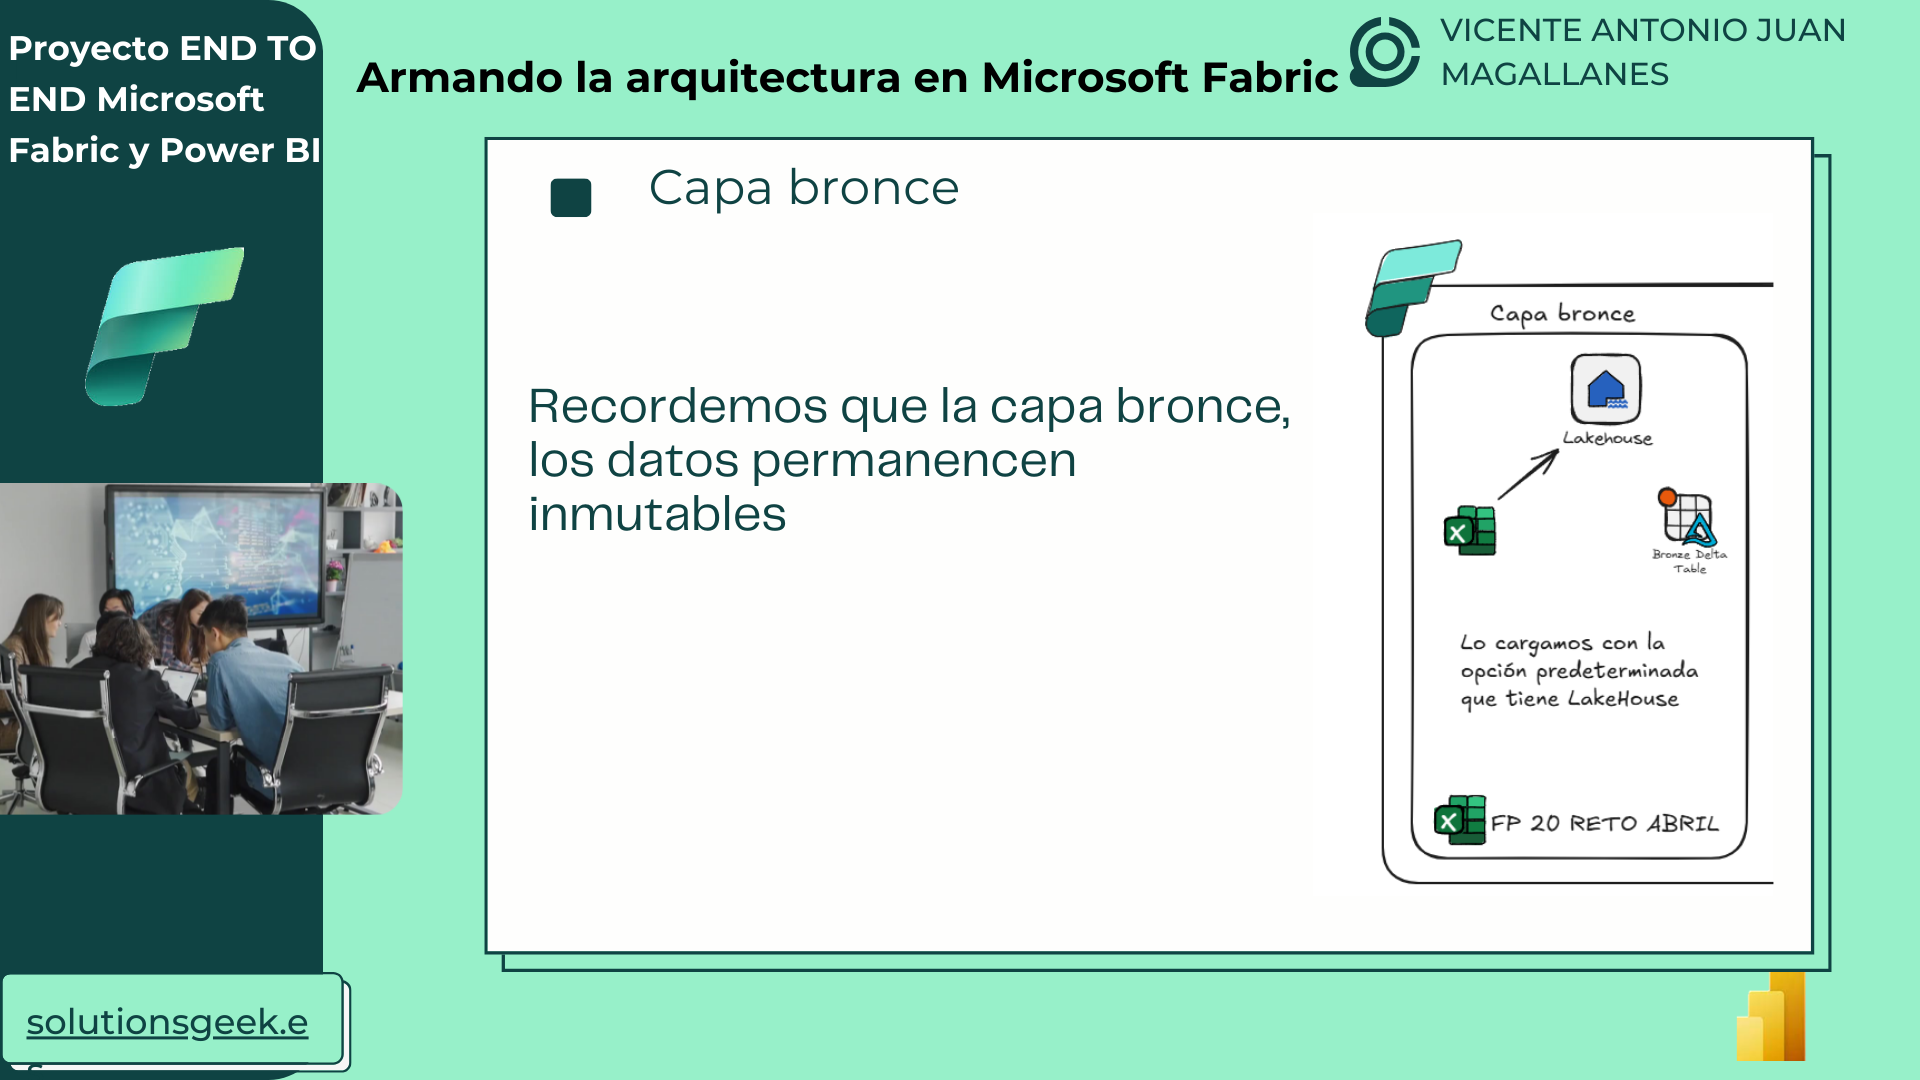 Proyecto END TO
END Microsoft
Fabric y Power BI
Armando la arquitectura en Microsoft Fabric
VICENTE ANTONIO JUAN
MAGALLANES
Capa bronce
Recordemos que la capa bronce,
los datos permanencen
inmutables
Capa bronce
Lakehouse
X
Bronze Delta
Table
Lo cargamos con la
opción predeterminada
que tiene LakeHouse
X
FP 20 RETO ABRIL
solutionsgeek.e